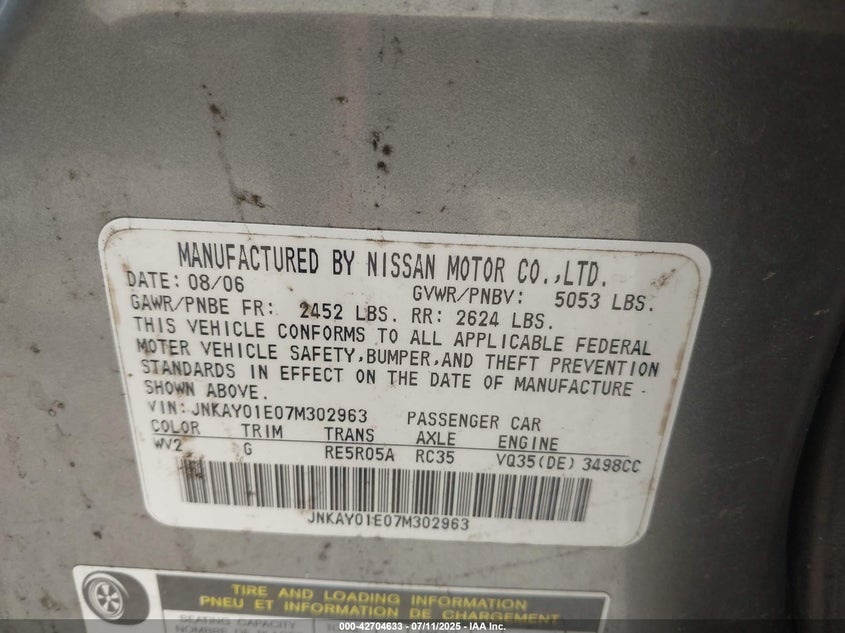 MANUFACTURED BY NISSAN MOTOR CO.,LTD.
DATE: 08/06 GVWR/PNBV: 5053 LBS.
GAWR/PNBE FR: 2452 LBS. RR: 2624 LBS.
THIS VEHICLE CONFORMS TO ALL APPLICABLE FEDERAL
MOTER VEHICLE SAFETY,BUMPER,AND THEFT PREVENTION
STANDARDS IN EFFECT ON THE DATE OF MANUFACTURE
SHOWN ABOVE.
VIN: JNKAY01E07M302963 PASSENGER CAR
COLOR TRIM TRANS AXLE ENGINE
WV2 G RE5R05A RC35 VQ35(DE) 3498CC
JNKAY01E07M302963
TIRE AND LOADING INFORMATION
PNEU ET INFORMATION DE CHARGEMENT
SEATING CAPACITY
000-42704633 - 07/11/2025 - IAA, Inc.